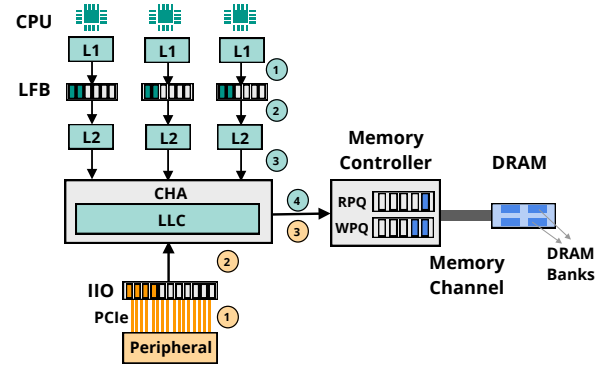 CPU
L1 L1 L1
1
LFB
2
L2 L2 L2
3
Memory
Controller
DRAM
CHA
LLC
4
3
RPQ
WPQ
DRAM
Banks
Memory
Channel
2
IIO
PCIe
1
Peripheral